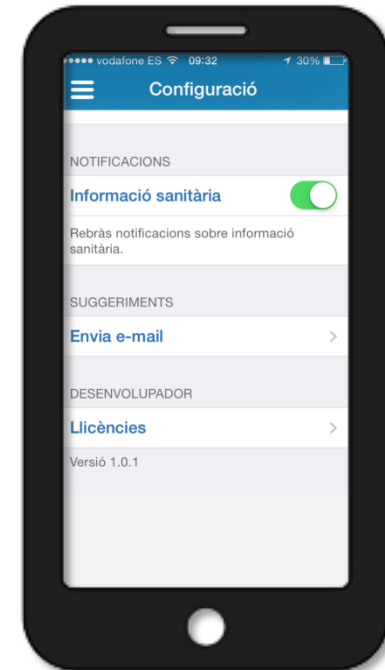 vodafone ES 09:32 30%
Configuració
NOTIFICACIONS
Informació sanitària
Rebràs notificacions sobre informació
sanitària.
SUGGERIMENTS
Envia e-mail
DESENVOLUPADOR
Llicències
Versió 1.0.1